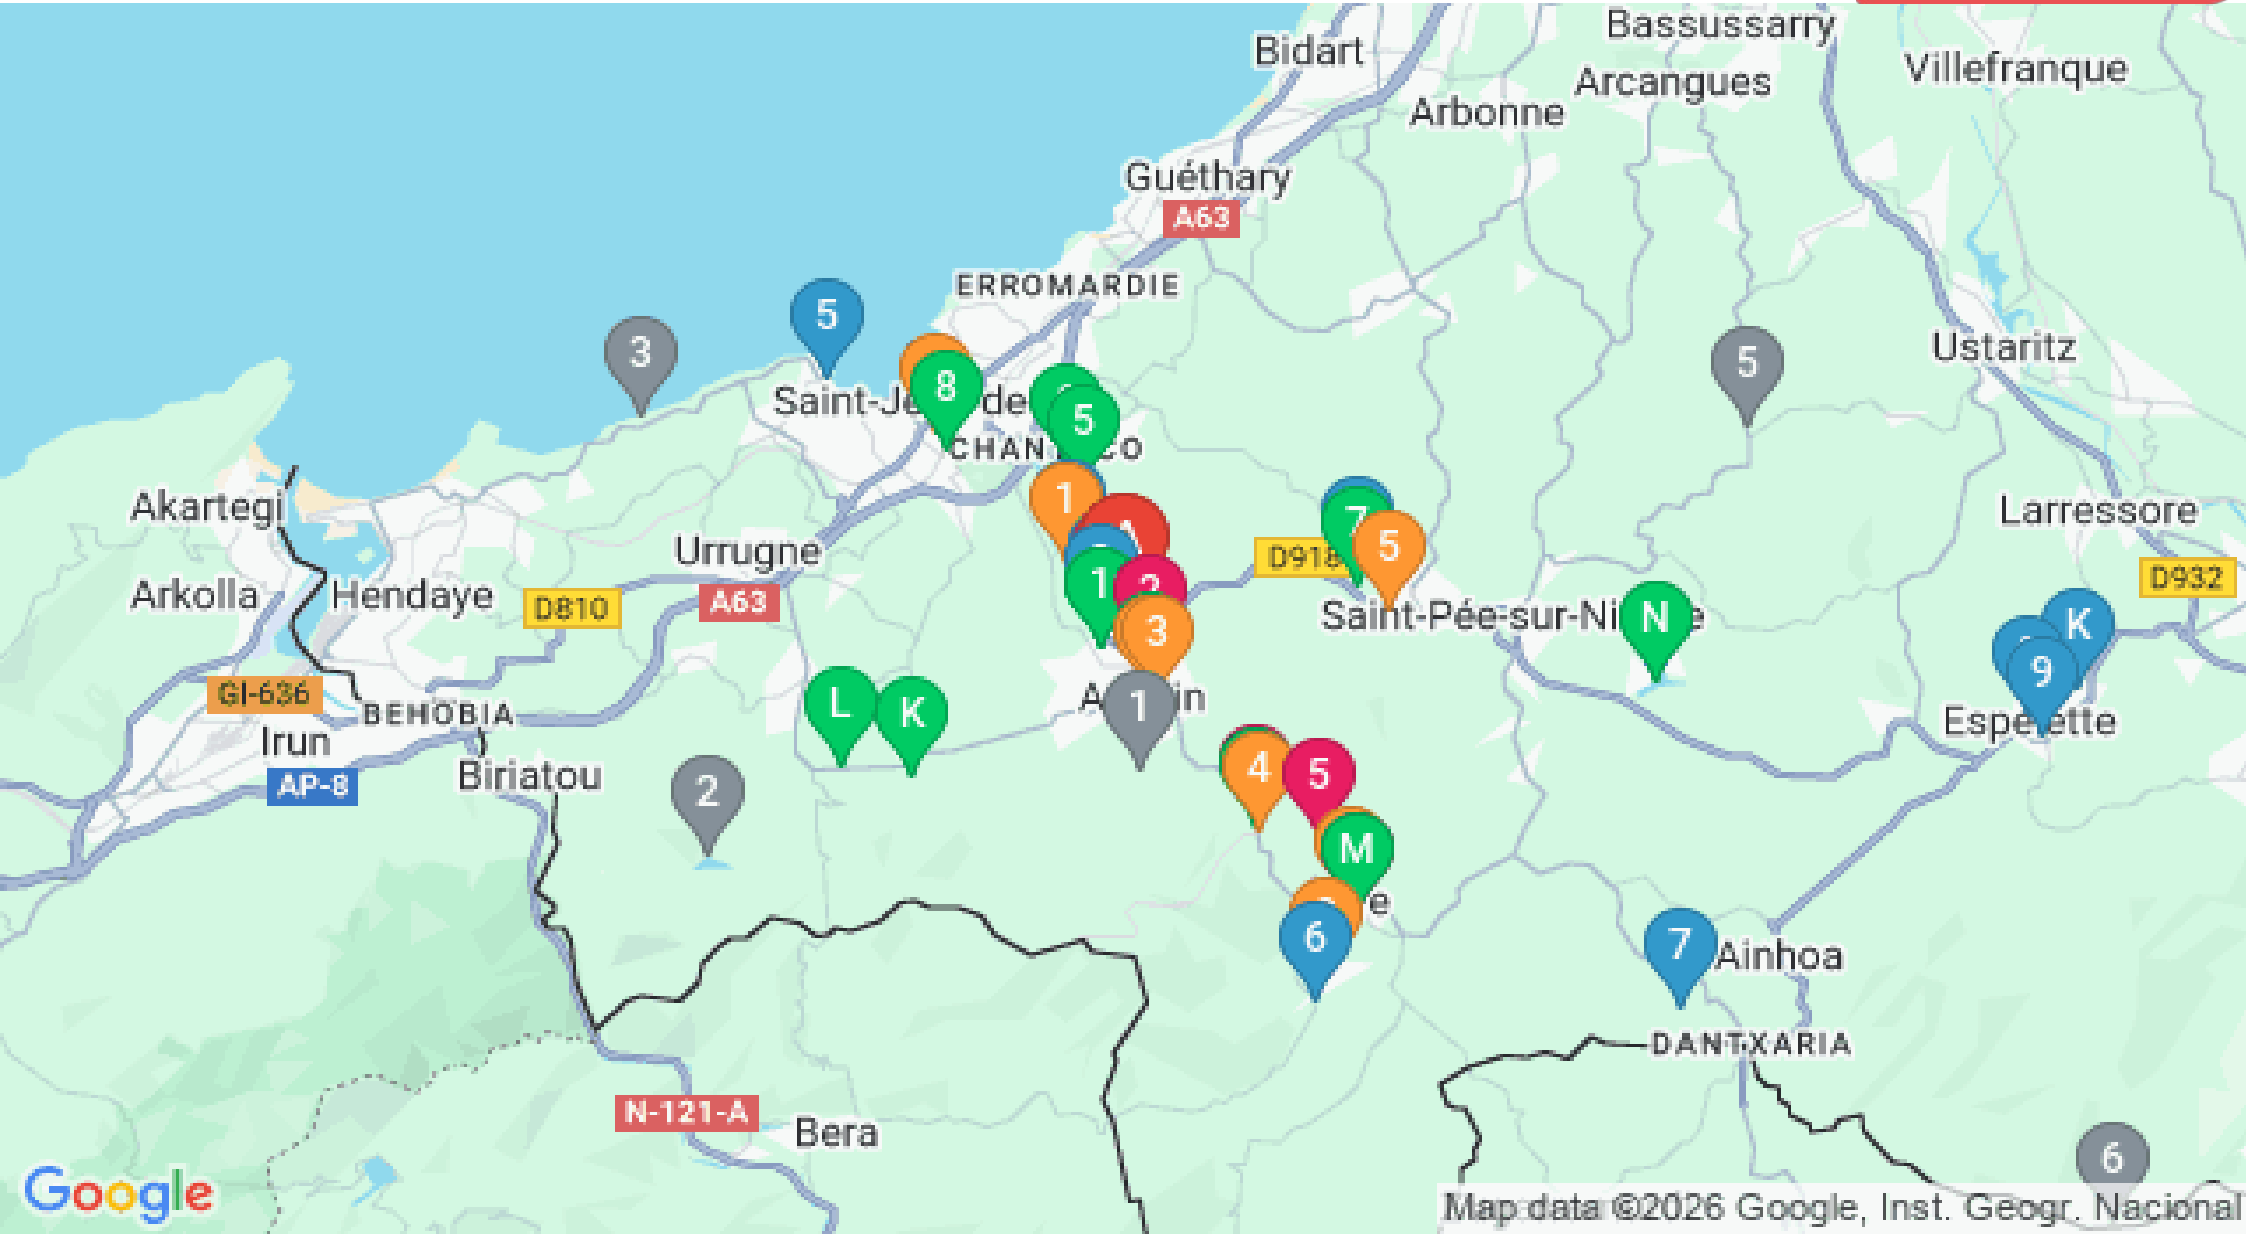 Bassussarry
Bidart
Villefranque
Arcangues
Arbonne
Guéthary
A63
ERROMARDIE
5
3
Ustaritz
5
8
Saint-Je
de
5
CHAN
CO
1
Akartegi
Larressore
7
5
Urrugne
D918
D932
Arkolla
Hendaye
D810
A63
1
2
Saint-Pée-sur-Ni
N
e
3
K
9
GI-636
L
K
A
1
in
BEHOBIA
Espelette
Irun
Biriatou
AP-8
2
4
5
M
e
6
7
Ainhoa
DANTXARIA
N-121-A
Bera
6
Google
Map data ©2026 Google, Inst. Geogr. Nacional